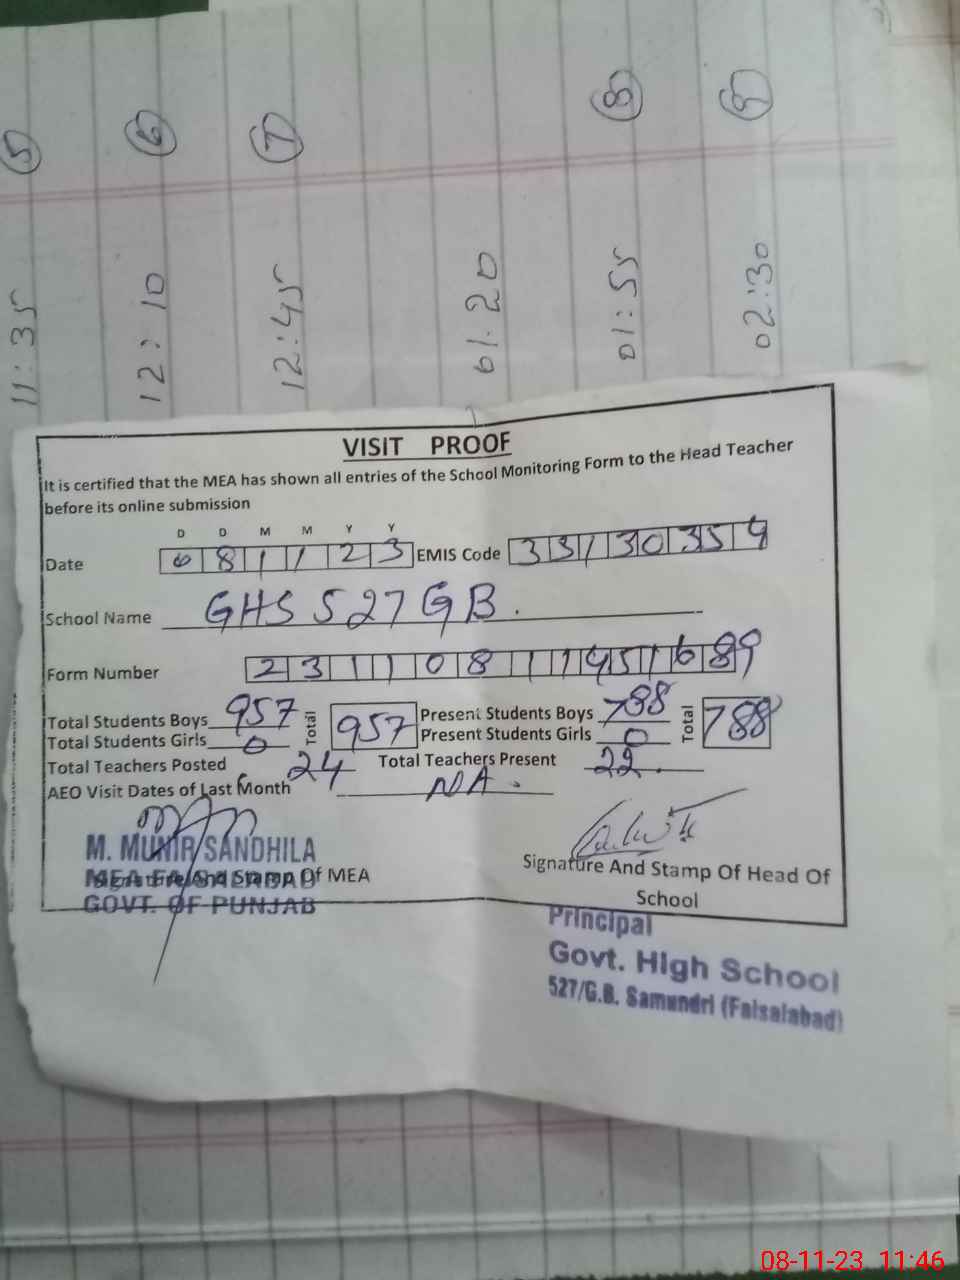 5 6 7 8 9
11:35 12:10 12:45 01:20 01:55 02:30
VISIT PROOF
It is certified that the MEA has shown all entries of the School Monitoring Form to the Head Teacher
before its online submission
D D M M Y Y
Date 0 8 1 1 2 3 EMIS Code 3 3 1 3 0 3 5 4
School Name GHS 527 GB.
Form Number 2 3 1 1 0 8 1 1 4 5 1 6 8 9
Total Students Boys 957 Total 957 Present Students Boys 788 Total 788
Total Students Girls 0 Present Students Girls 0
Total Teachers Posted 24 Total Teachers Present 22.
AEO Visit Dates of Last Month NA.
M. MUNIR SANDHILA
MEA FAISALABAD
Signature And Stamp Of MEA
GOVT. OF PUNJAB
Signature And Stamp Of Head Of
School
Principal
Govt. High School
527/G.B. Samundri (Faisalabad)
08-11-23 11:46